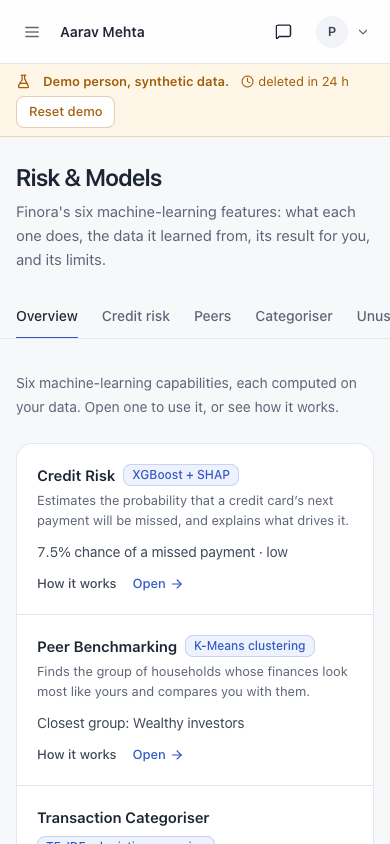 Aarav Mehta
P
Demo person, synthetic data. deleted in 24 h
Reset demo
Risk & Models
Finora's six machine-learning features: what each
one does, the data it learned from, its result for you,
and its limits.
Overview Credit risk Peers Categoriser Unus
Six machine-learning capabilities, each computed on
your data. Open one to use it, or see how it works.
Credit Risk XGBoost + SHAP
Estimates the probability that a credit card's next
payment will be missed, and explains what drives it.
7.5% chance of a missed payment · low
How it works Open →
Peer Benchmarking K-Means clustering
Finds the group of households whose finances look
most like yours and compares you with them.
Closest group: Wealthy investors
How it works Open →
Transaction Categoriser